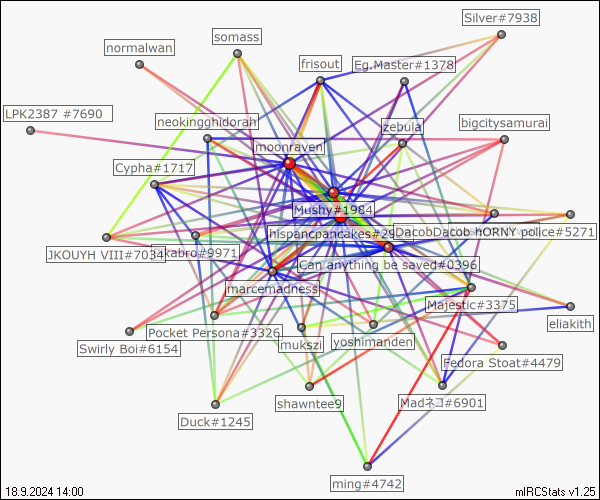 Silver#7938
somass
normalwan
frisout
Eg.Master#1378
LPK2387 #7690
neokingghidorah
zebula
bigcitysamurai
moonraven
Cypha#1717
Mushy#1984
hispancpancakes#29
DacobDacob hORNY police#5271
JKOUYH VIII#7034
kabro#9971
Can anything be saved#0396
marcemadness
Majestic#3375
Pocket Persona#3326
eliakith
Swirly Boi#6154
mukszi
yoshimanden
Fedora Stoat#4479
Duck#1245
shawntee9
Madネコ#6901
ming#4742
18.9.2024 14:00
mIRCStats v1.25